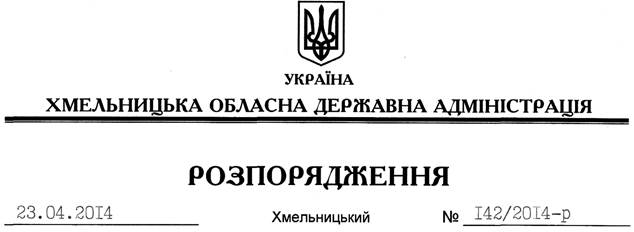 УКРАЇНА
ХМЕЛЬНИЦЬКА ОБЛАСНА ДЕРЖАВНА АДМІНІСТРАЦІЯ
РОЗПОРЯДЖЕННЯ
23.04.2014 Хмельницький № 142/2014-р